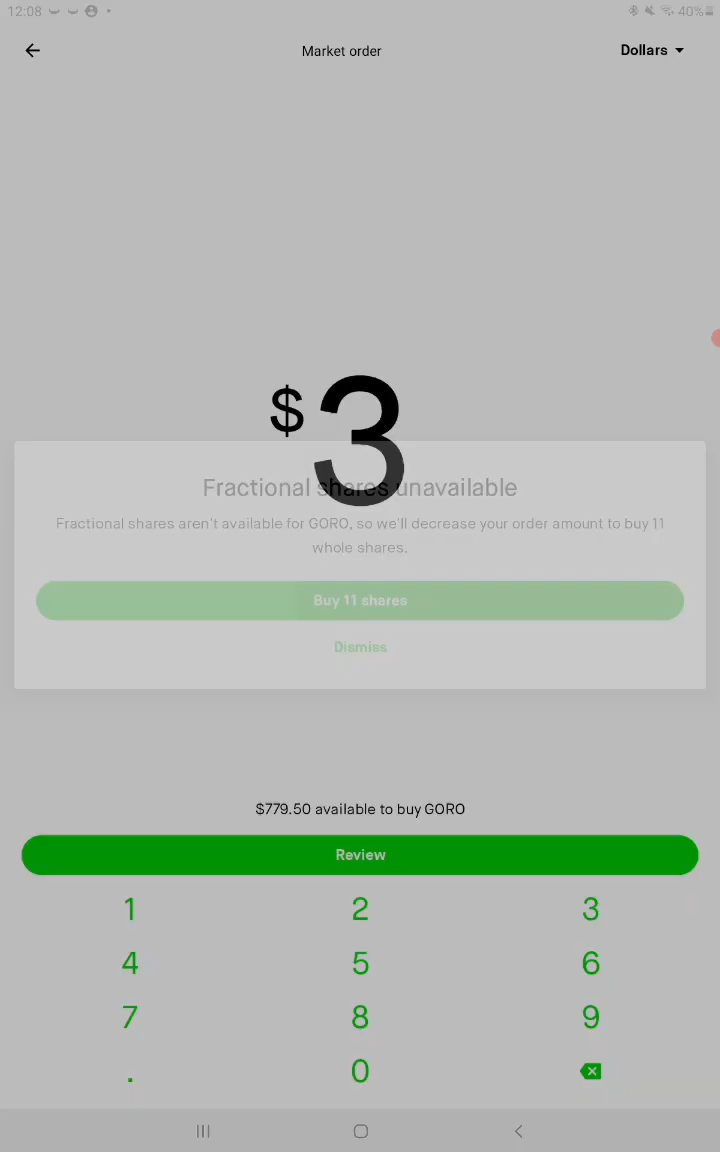 12:08
40%
Market order
Dollars
$3
Fractional shares unavailable
Fractional shares aren't available for GORO, so we'll decrease your order amount to buy 11
whole shares.
Buy 11 shares
Dismiss
$779.50 available to buy GORO
Review
1 2 3
4 5 6
7 8 9
. 0